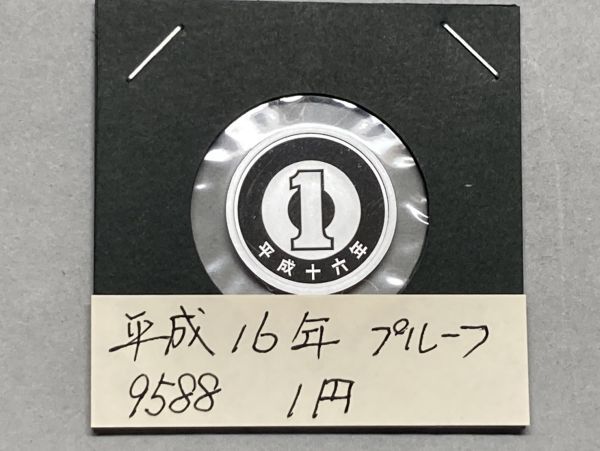 1
平成十六年
平成16年 プルーフ
9588 1円